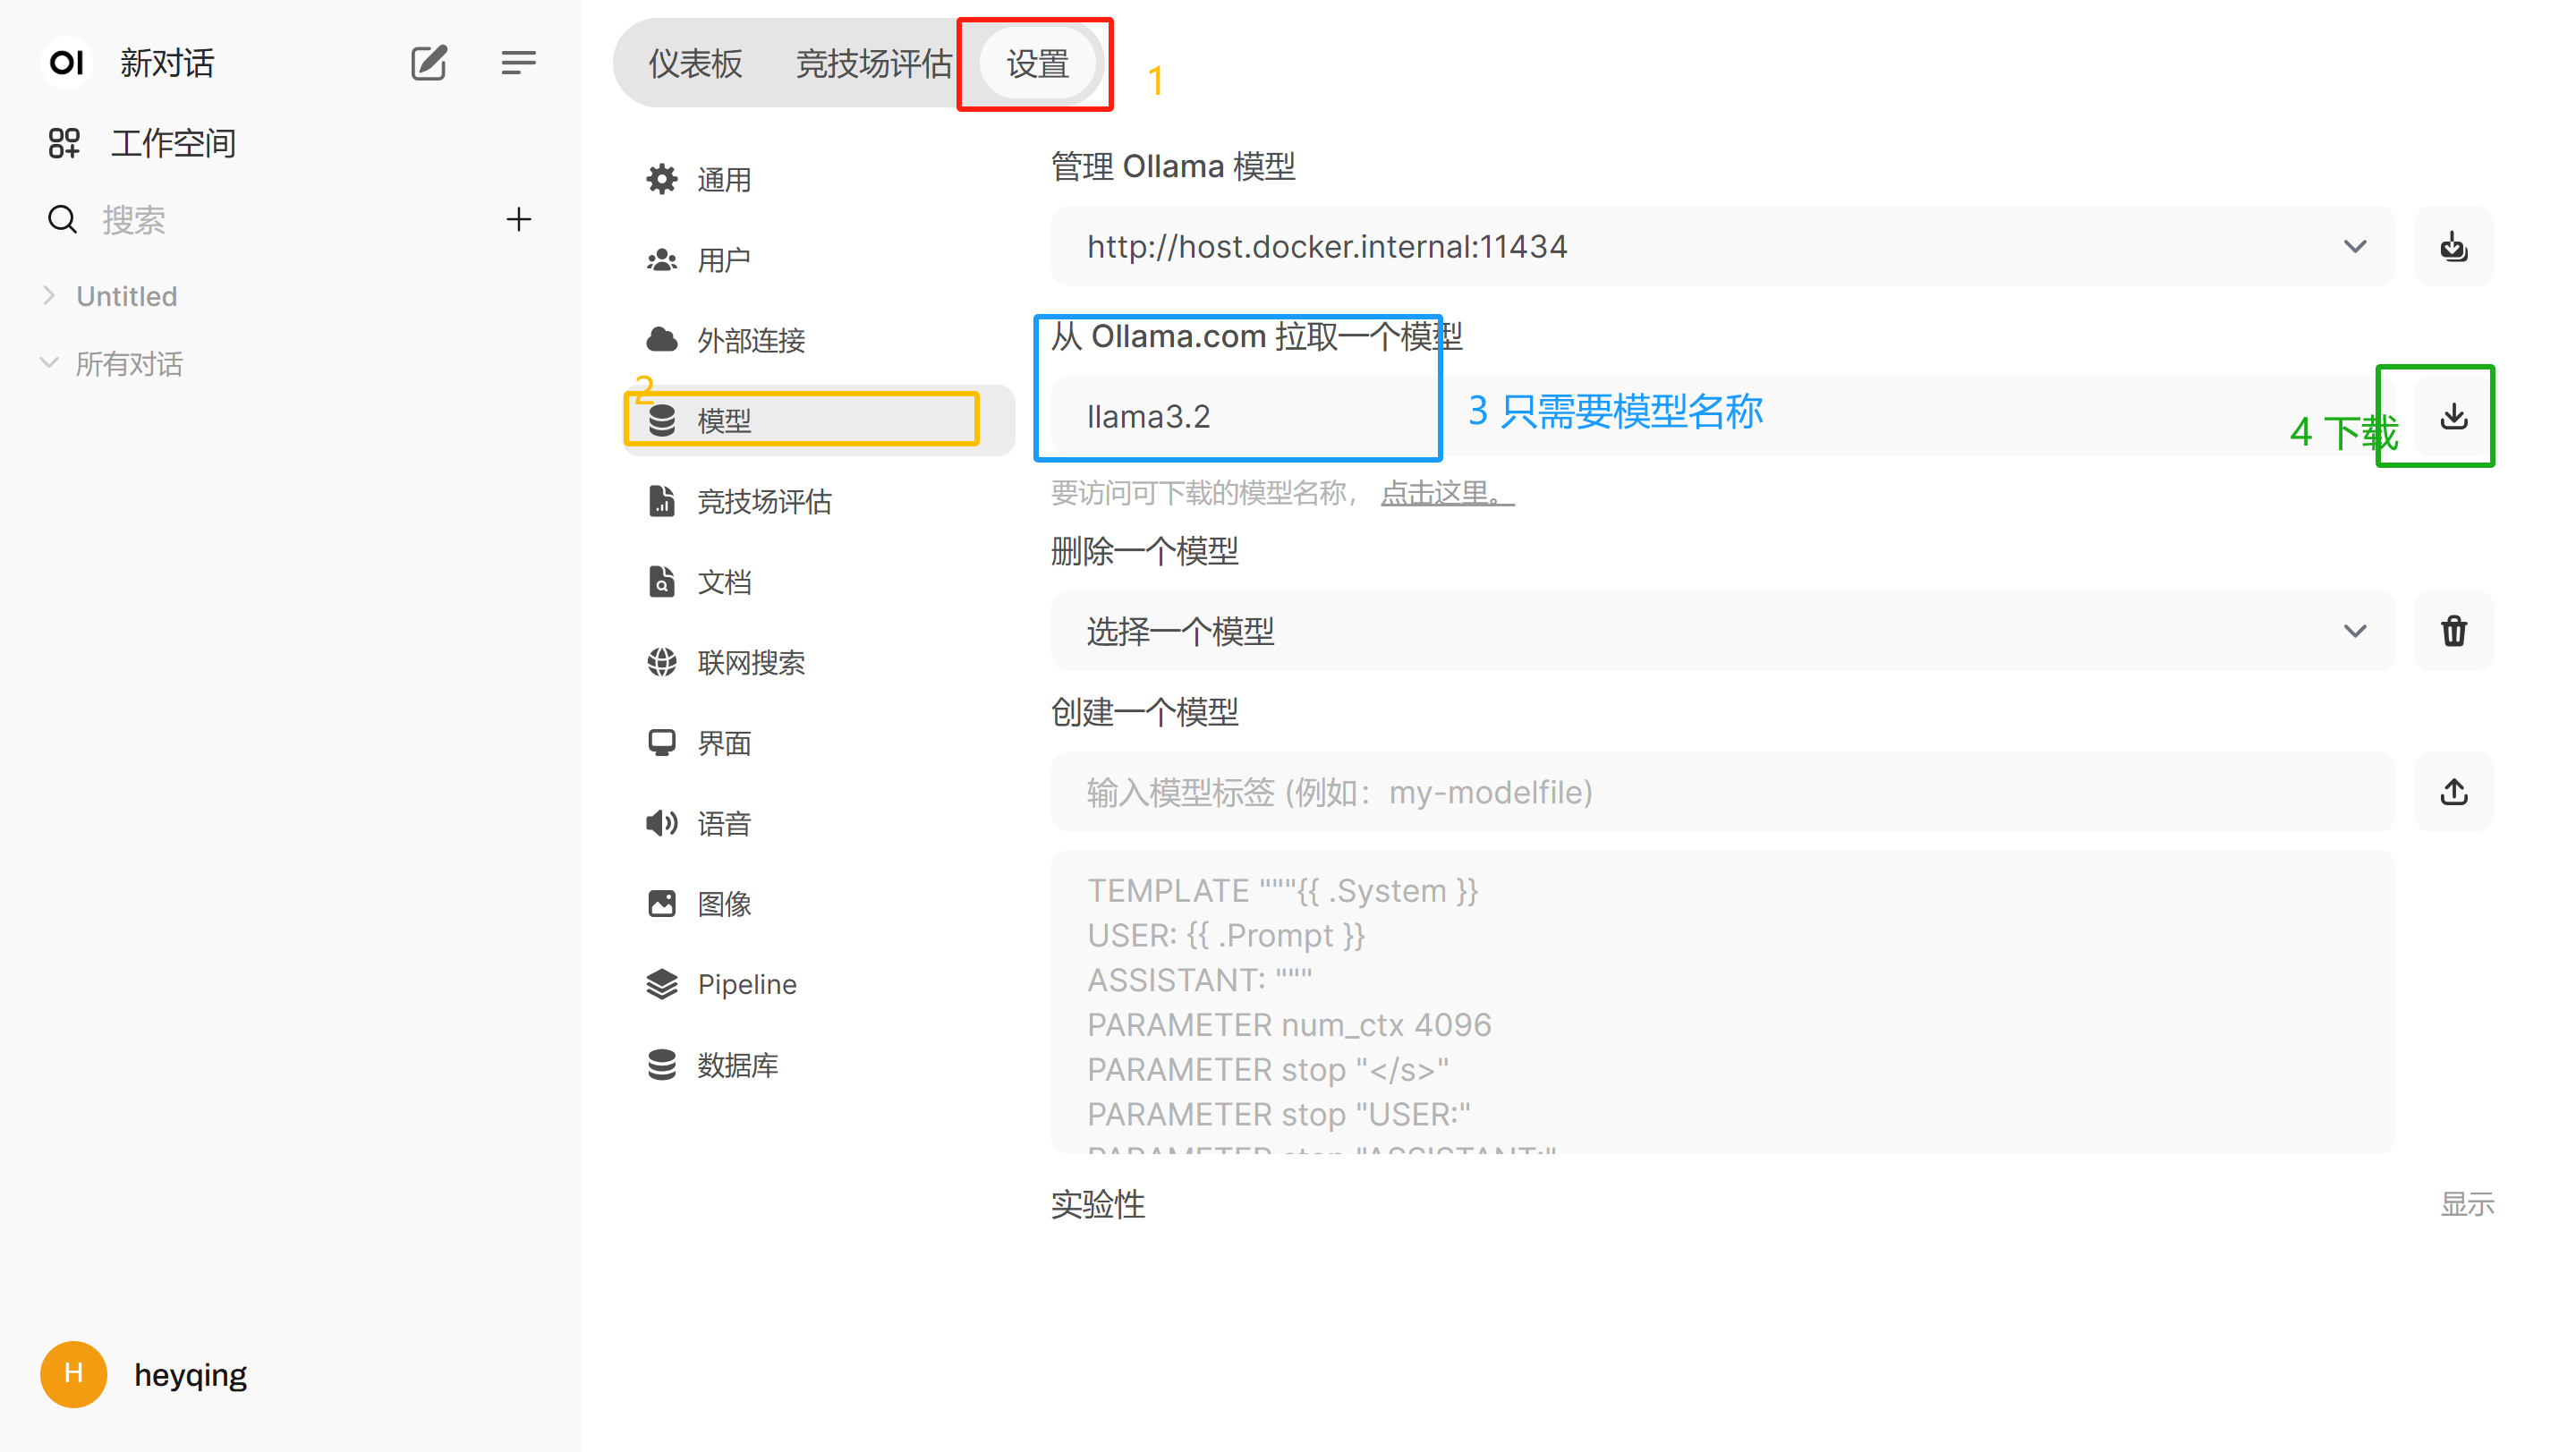 OI 新对话
工作空间
搜索
Untitled
所有对话
H heyqing
仪表板 竞技场评估 设置 1
通用
用户
外部连接
2
模型
竞技场评估
文档
联网搜索
界面
语音
图像
Pipeline
数据库
管理 Ollama 模型
http://host.docker.internal:11434
从 Ollama.com 拉取一个模型
llama3.2 3 只需要模型名称 4 下载
要访问可下载的模型名称， 点击这里。
删除一个模型
选择一个模型
创建一个模型
输入模型标签 (例如：my-modelfile)
TEMPLATE """{{ .System }}
USER: {{ .Prompt }}
ASSISTANT: """
PARAMETER num_ctx 4096
PARAMETER stop "</s>"
PARAMETER stop "USER:"
PARAMETER stop "ASSISTANT:"
实验性 显示